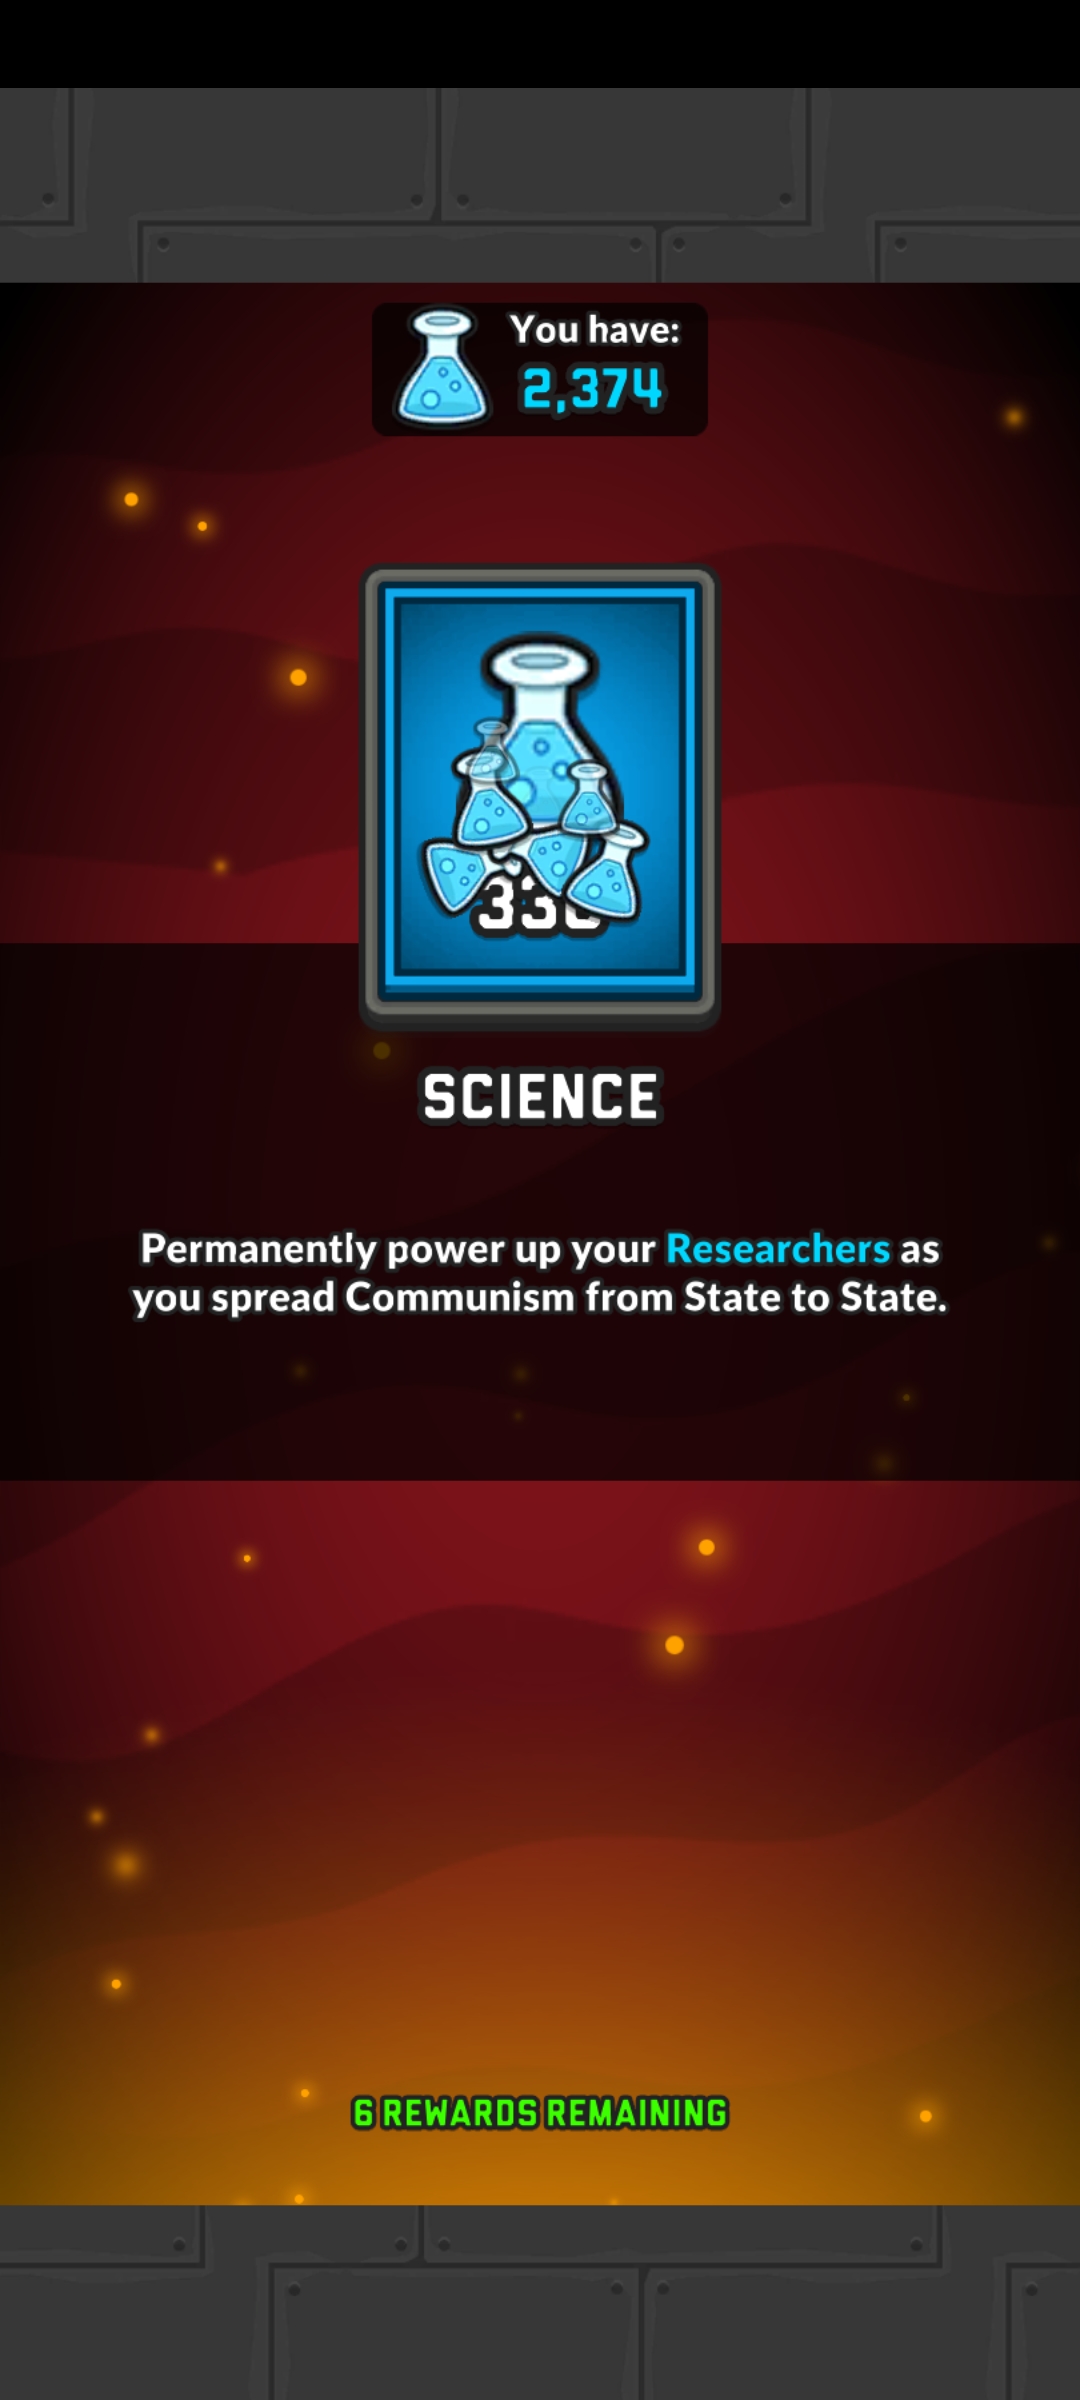 You have:
2,374
SCIENCE
Permanently power up your Researchers as
you spread Communism from State to State.
6 REWARDS REMAINING